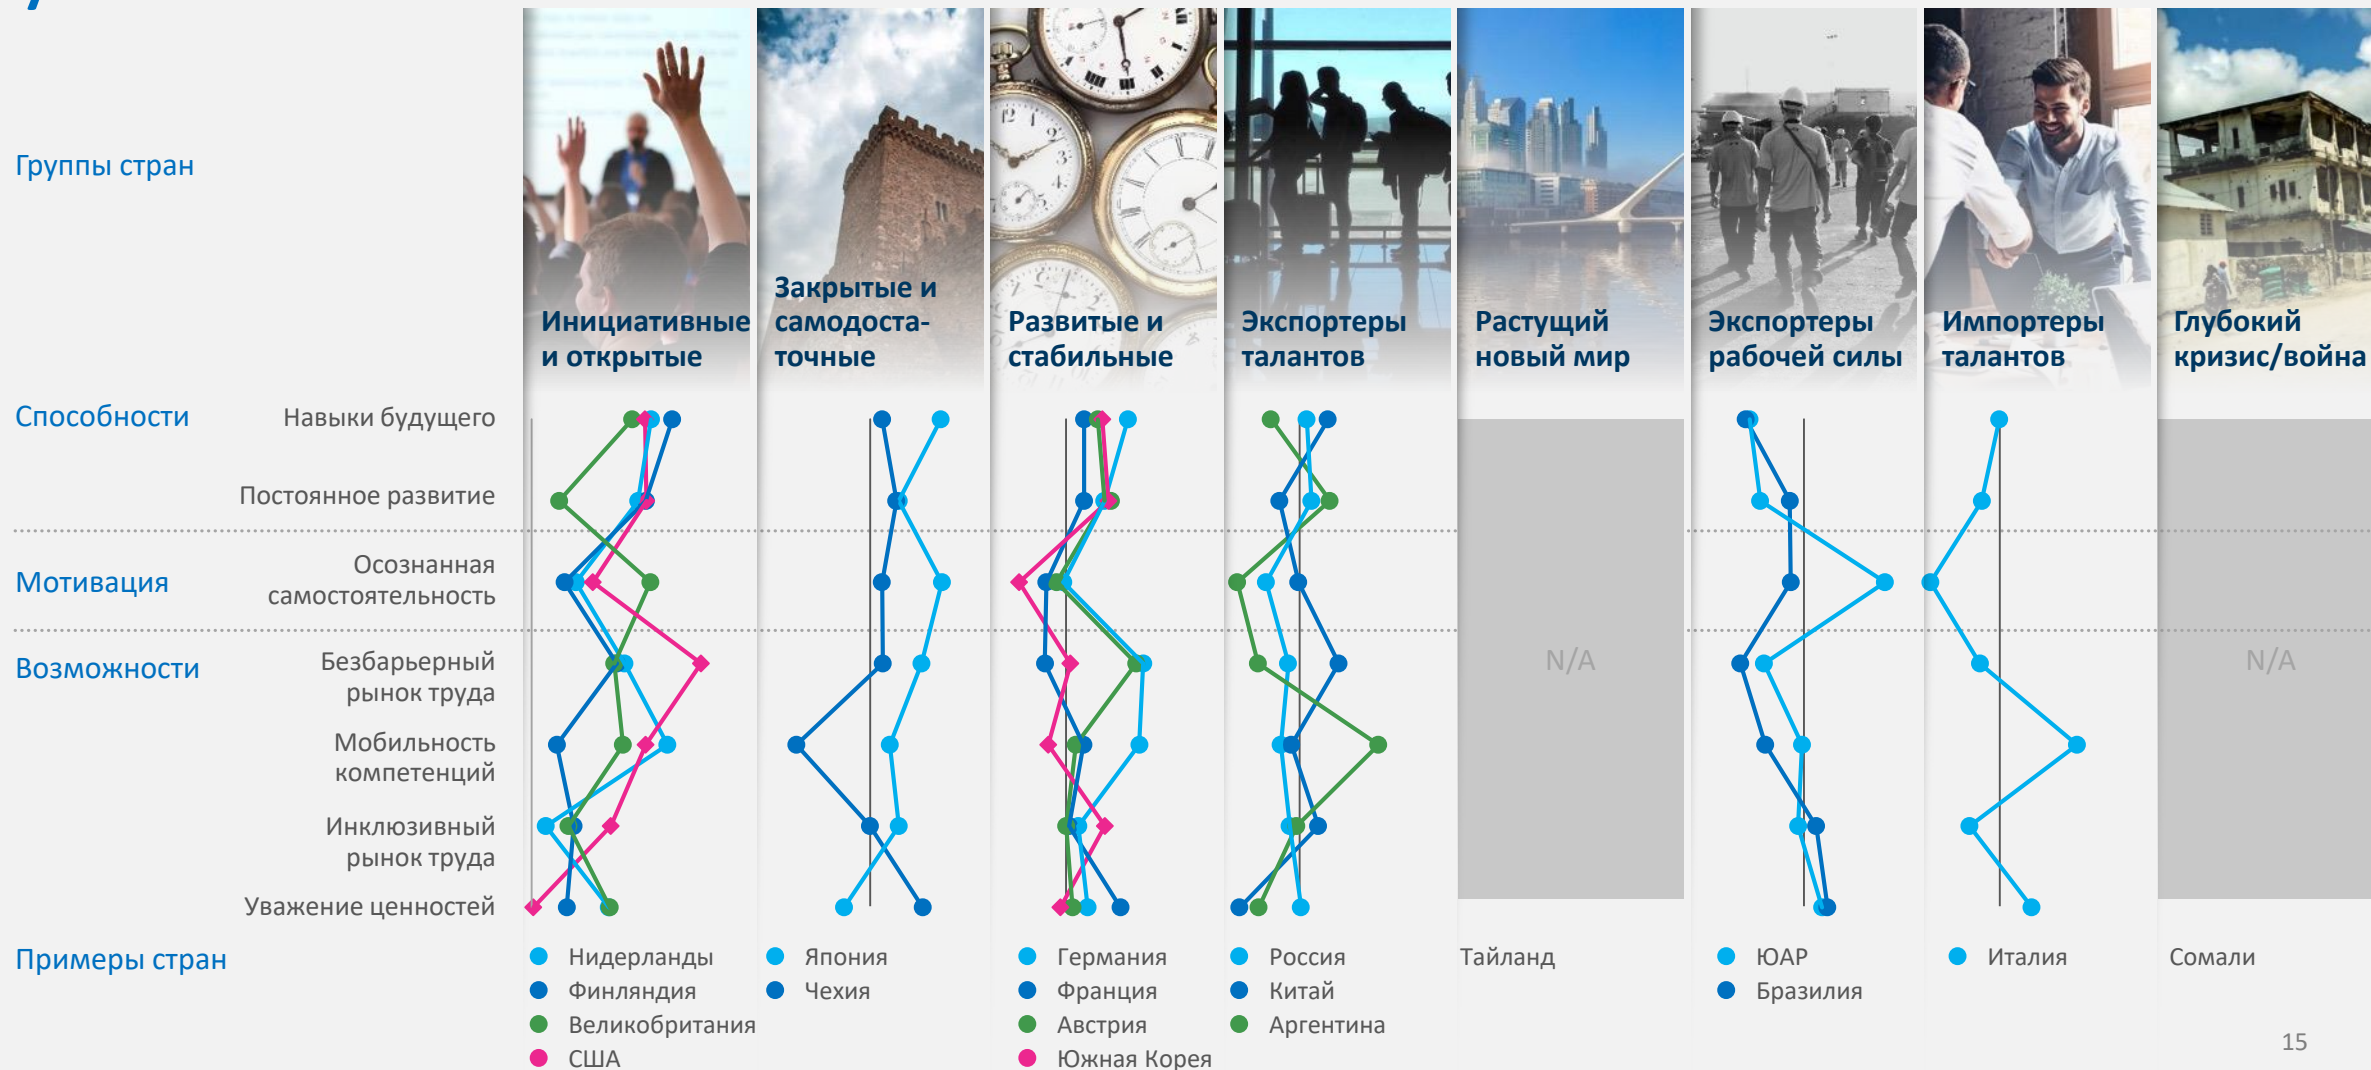 Группы стран
Инициативные
и открытые
Закрытые и
самодоста-
точные
Развитые и
стабильные
Экспортеры
талантов
Растущий
новый мир
Экспортеры
рабочей силы
Импортеры
талантов
Глубокий
кризис/война
Способности
Навыки будущего
Постоянное развитие
Мотивация
Осознанная
самостоятельность
Возможности
Безбарьерный
рынок труда
Мобильность
компетенций
Инклюзивный
рынок труда
Уважение ценностей
N/A
N/A
Примеры стран
Нидерланды
Финляндия
Великобритания
США
Япония
Чехия
Германия
Франция
Австрия
Южная Корея
Россия
Китай
Аргентина
Тайланд
ЮАР
Бразилия
Италия
Сомали
15